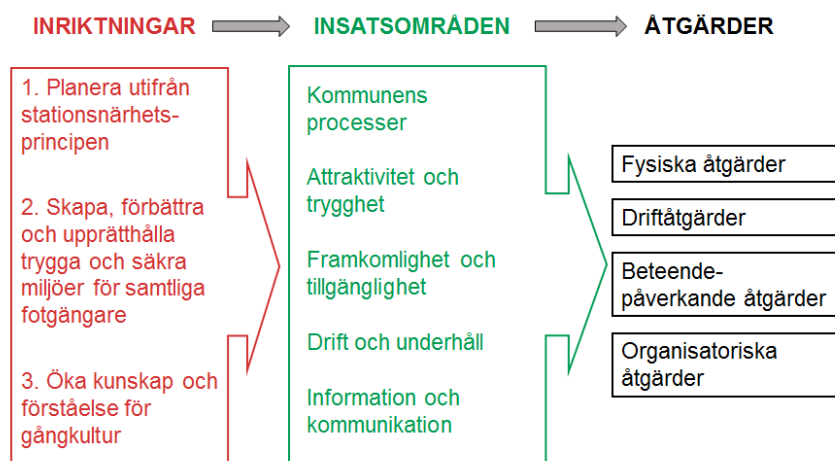 INRIKTNINGAR
INSATSOMRÅDEN
ÅTGÄRDER
1. Planera utifrån
stationsnärhets-
principen
2. Skapa, förbättra
och upprätthålla
trygga och säkra
miljöer för samtliga
fotgängare
3. Öka kunskap och
förståelse för
gångkultur
Kommunens
processer
Attraktivitet och
trygghet
Framkomlighet och
tillgänglighet
Drift och underhåll
Information och
kommunikation
Fysiska åtgärder
Driftåtgärder
Beteende-
påverkande åtgärder
Organisatoriska
åtgärder